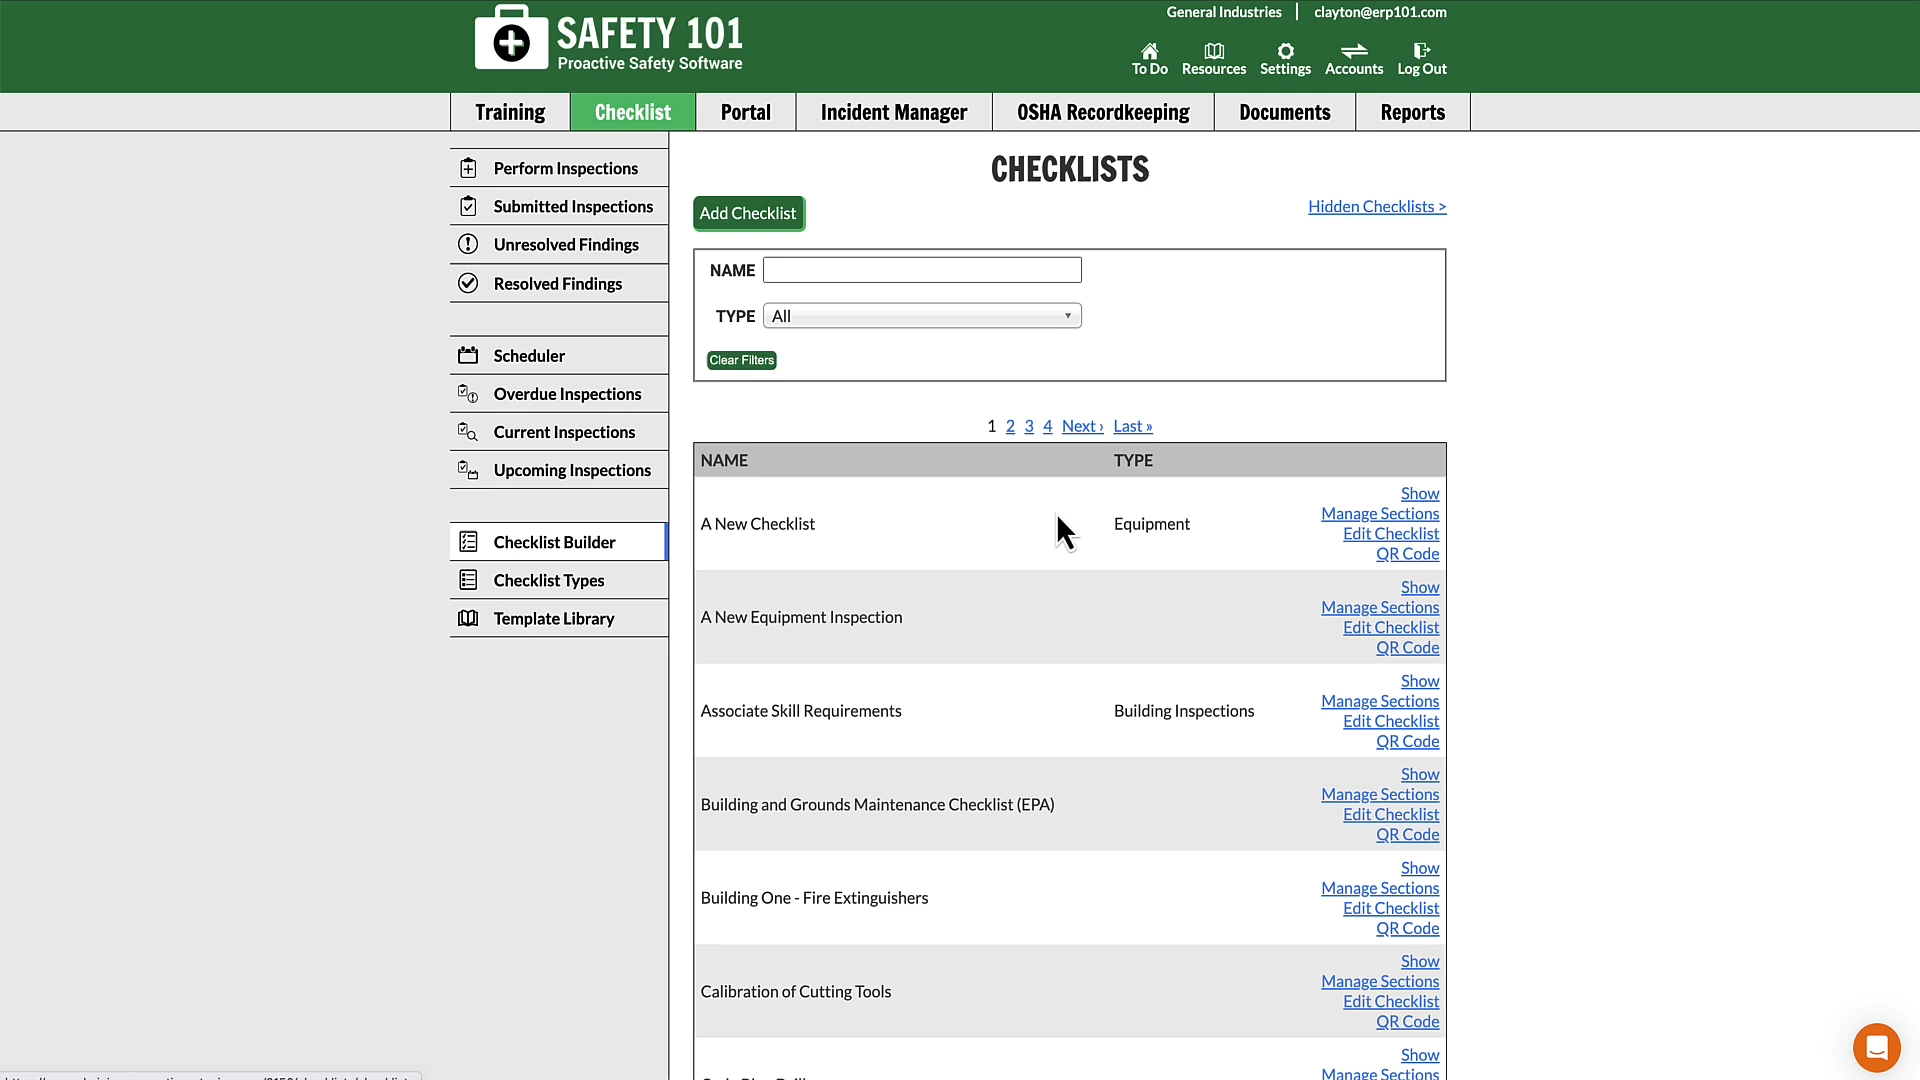 General Industries | clayton@erp101.com
SAFETY 101
Proactive Safety Software
To Do Resources Settings Accounts Log Out
Training Checklist Portal Incident Manager OSHA Recordkeeping Documents Reports
Perform Inspections
Submitted Inspections
Unresolved Findings
Resolved Findings
Scheduler
Overdue Inspections
Current Inspections
Upcoming Inspections
Checklist Builder
Checklist Types
Template Library
CHECKLISTS
Add Checklist
Hidden Checklists >
NAME
TYPE All
Clear Filters
1 2 3 4 Next › Last »
NAME TYPE
A New Checklist Equipment
Show
Manage Sections
Edit Checklist
QR Code
A New Equipment Inspection
Show
Manage Sections
Edit Checklist
QR Code
Associate Skill Requirements Building Inspections
Show
Manage Sections
Edit Checklist
QR Code
Building and Grounds Maintenance Checklist (EPA)
Show
Manage Sections
Edit Checklist
QR Code
Building One - Fire Extinguishers
Show
Manage Sections
Edit Checklist
QR Code
Calibration of Cutting Tools
Show
Manage Sections
Edit Checklist
QR Code
Show
Manage Sections